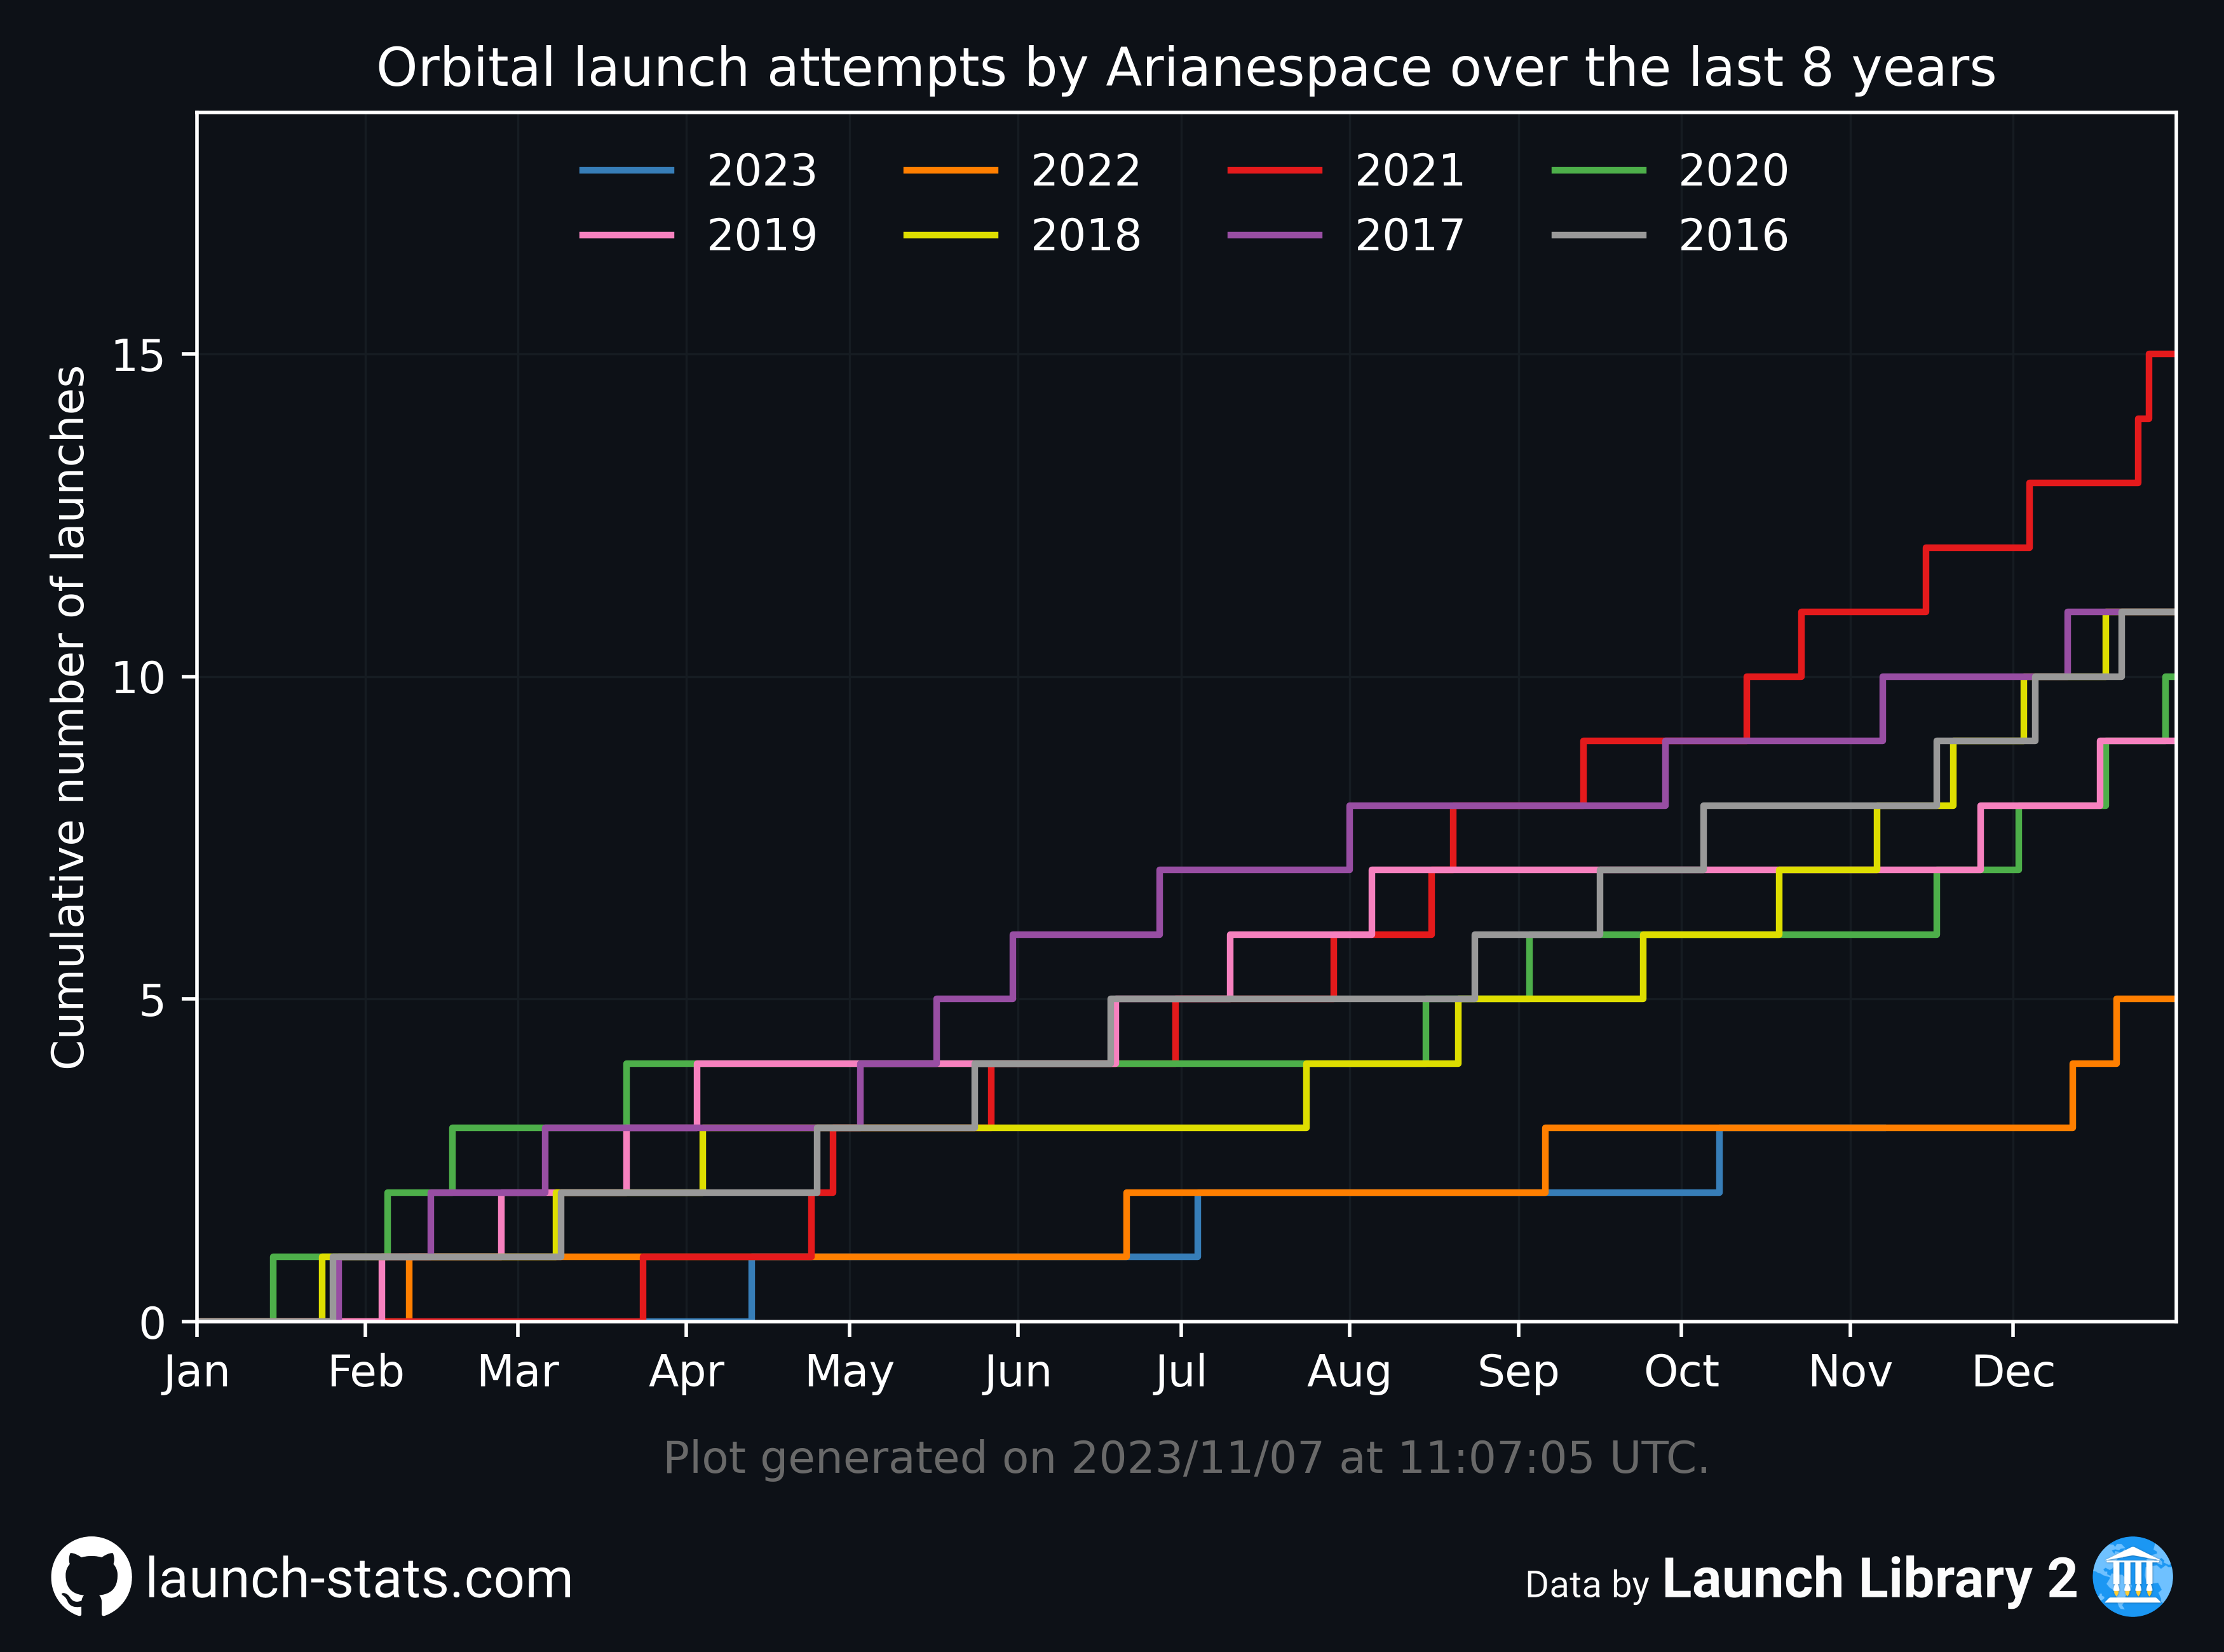 Orbital launch attempts by Arianespace over the last 8 years
2023 2022 2021 2020
2019 2018 2017 2016
Cumulative number of launches
15
10
5
0
Jan Feb Mar Apr May Jun Jul Aug Sep Oct Nov Dec
Plot generated on 2023/11/07 at 11:07:05 UTC.
launch-stats.com
Data by Launch Library 2